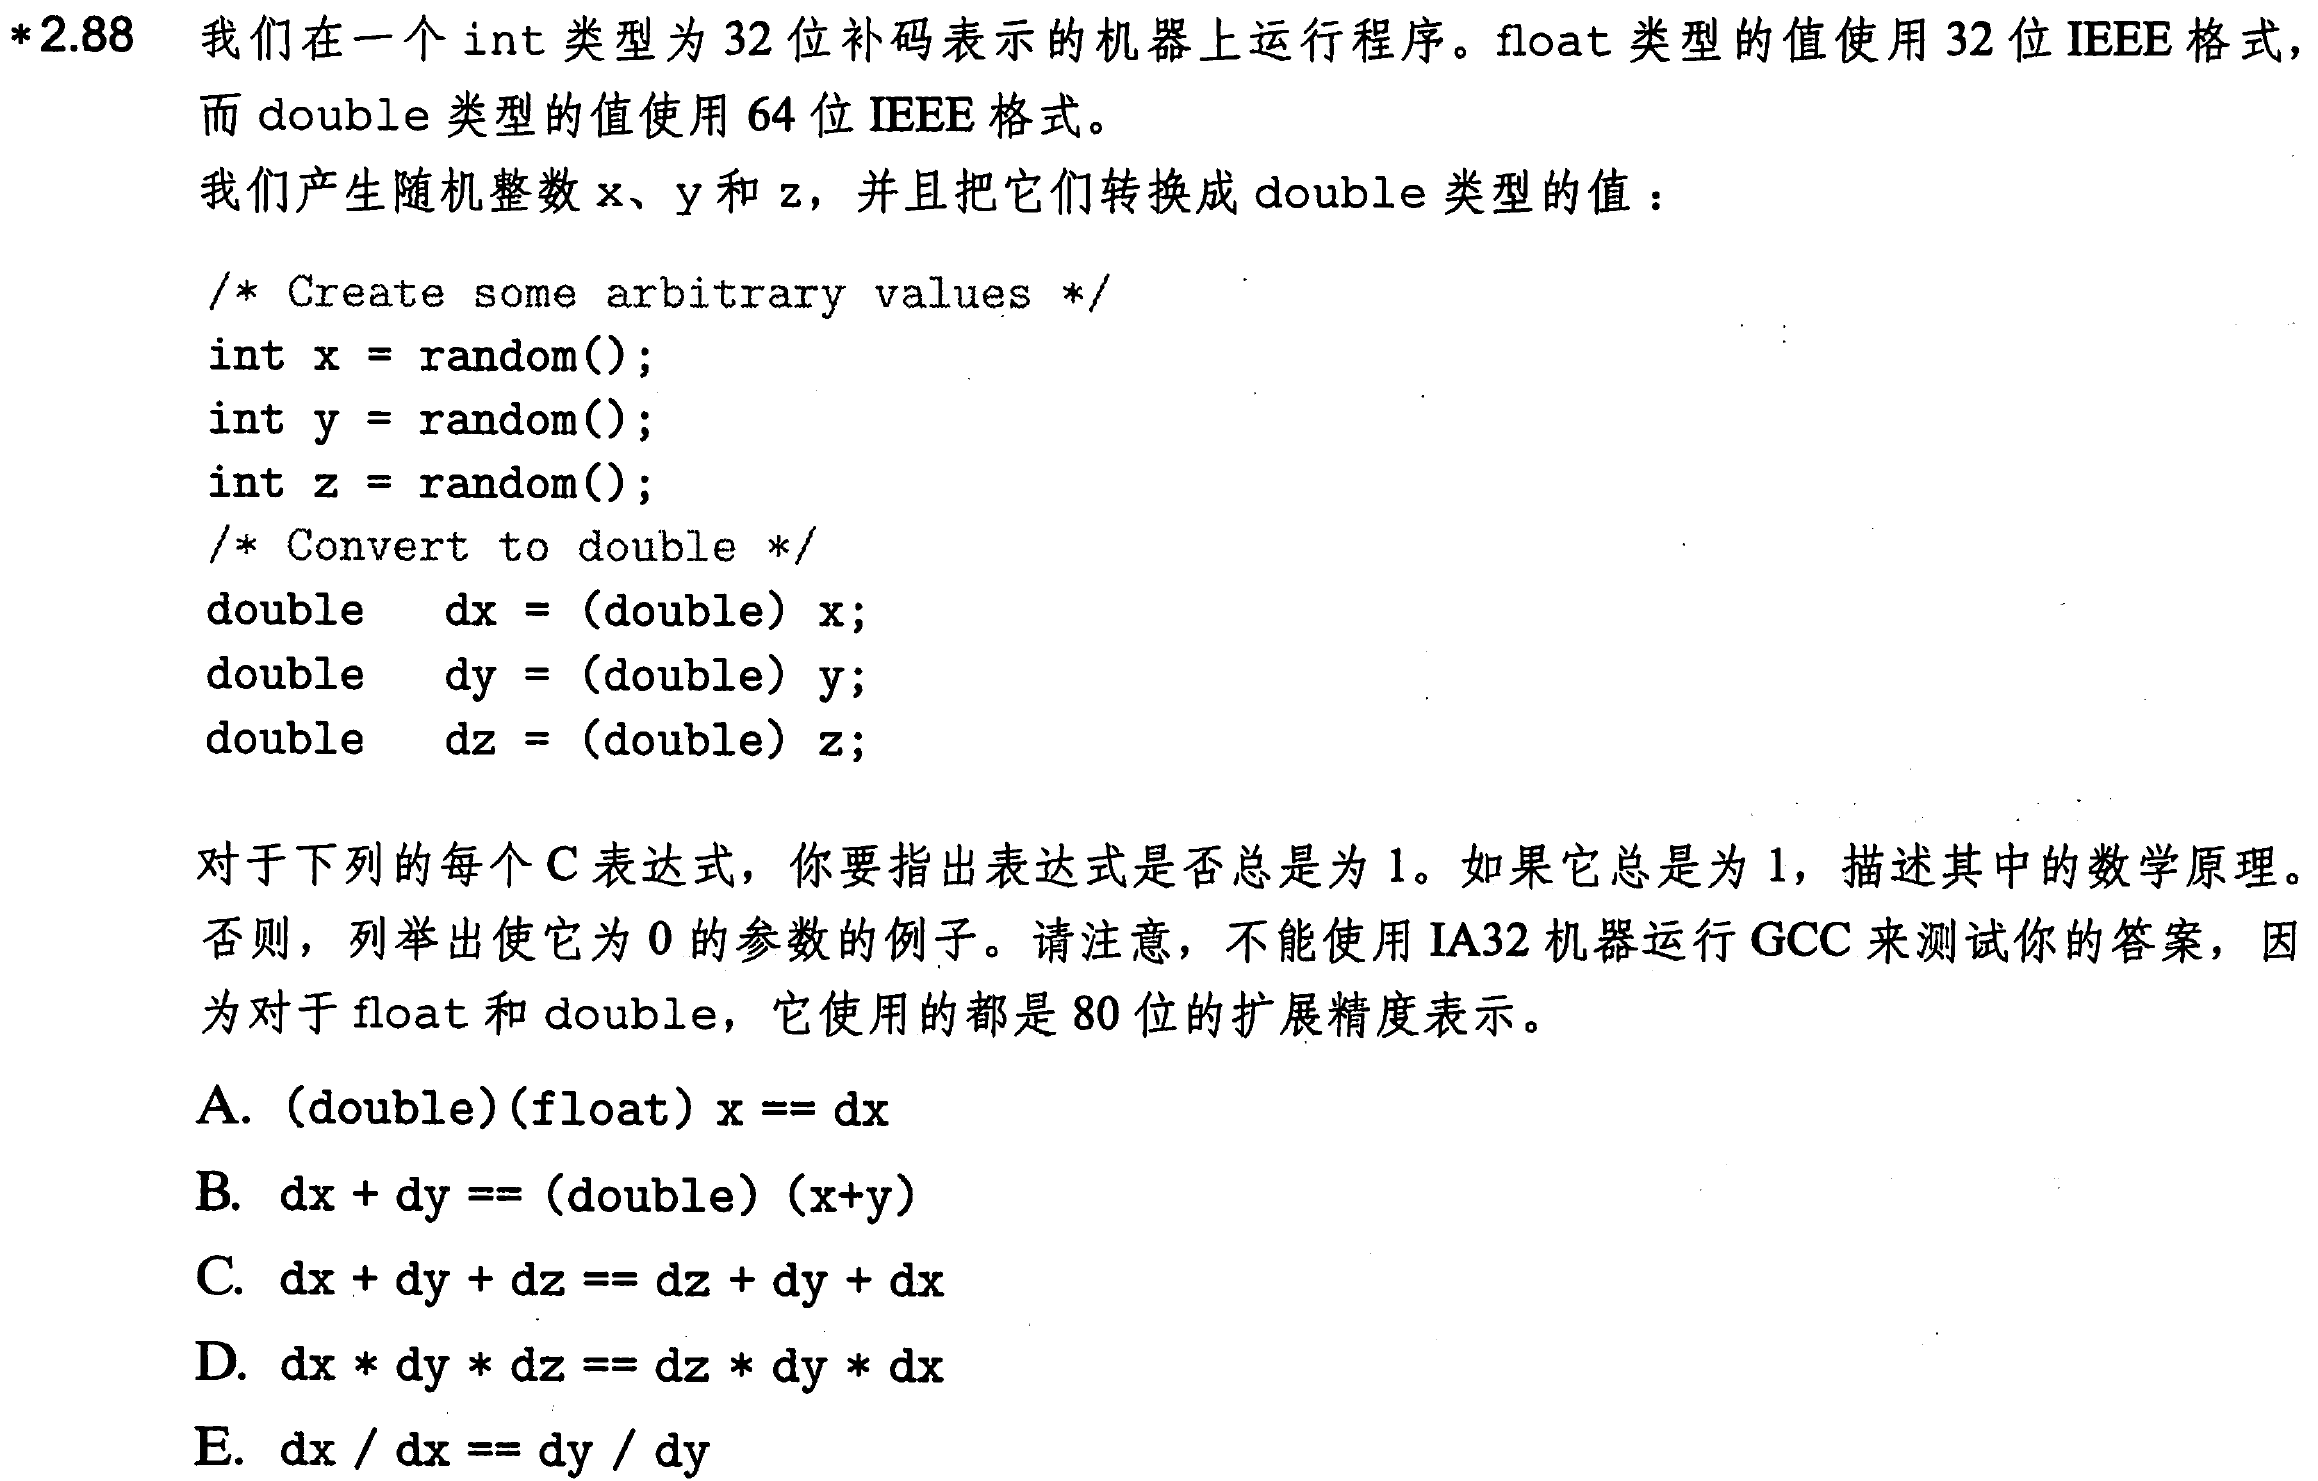 *2.88 我们在一个 int 类型为 32 位补码表示的机器上运行程序。float 类型的值使用 32 位 IEEE 格式，
而 double 类型的值使用 64 位 IEEE 格式。
我们产生随机整数 x、y 和 z，并且把它们转换成 double 类型的值：
/* Create some arbitrary values */
int x = random();
int y = random();
int z = random();
/* Convert to double */
double   dx = (double) x;
double   dy = (double) y;
double   dz = (double) z;
对于下列的每个 C 表达式，你要指出表达式是否总是为 1。如果它总是为 1，描述其中的数学原理。
否则，列举出使它为 0 的参数的例子。请注意，不能使用 IA32 机器运行 GCC 来测试你的答案，因
为对于 float 和 double，它使用的都是 80 位的扩展精度表示。
A. (double)(float) x == dx
B. dx + dy == (double) (x+y)
C. dx + dy + dz == dz + dy + dx
D. dx * dy * dz == dz * dy * dx
E. dx / dx == dy / dy